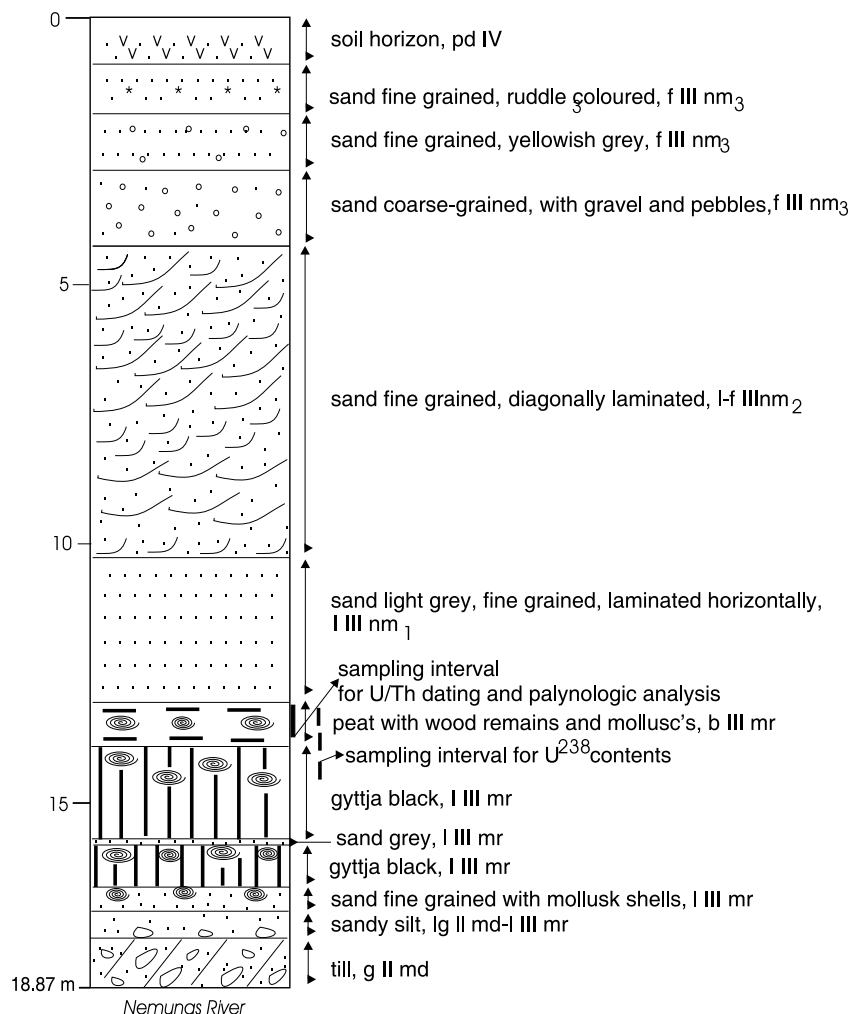 0
soil horizon, pd IV
sand fine grained, ruddle 3 coloured, f III nm3
sand fine grained, yellowish grey, f III nm3
sand coarse-grained, with gravel and pebbles,f III nm3
5
sand fine grained, diagonally laminated, l-f IIInm2
10
sand light grey, fine grained, laminated horizontally,
l III nm 1
sampling interval
for U/Th dating and palynologic analysis
peat with wood remains and mollusc's, b III mr
sampling interval for U238 contents
gyttja black, l III mr
15
sand grey, l III mr
gyttja black, l III mr
sand fine grained with mollusk shells, l III mr
sandy silt, lg II md-l III mr
till, g II md
18.87 m
Nemunas River